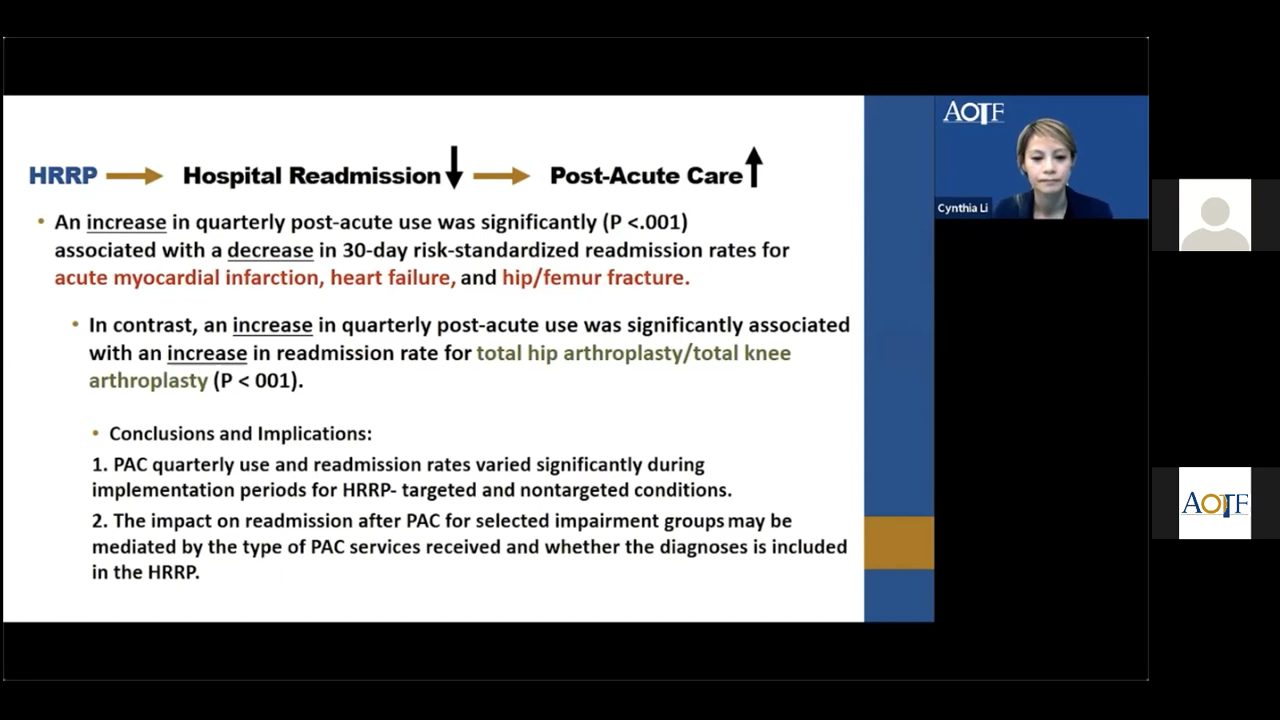 HRRP Hospital Readmission Post-Acute Care
• An increase in quarterly post-acute use was significantly (P <.001)
associated with a decrease in 30-day risk-standardized readmission rates for
acute myocardial infarction, heart failure, and hip/femur fracture.
• In contrast, an increase in quarterly post-acute use was significantly associated
with an increase in readmission rate for total hip arthroplasty/total knee
arthroplasty (P < 001).
• Conclusions and Implications:
1. PAC quarterly use and readmission rates varied significantly during
implementation periods for HRRP- targeted and nontargeted conditions.
2. The impact on readmission after PAC for selected impairment groups may be
mediated by the type of PAC services received and whether the diagnoses is included
in the HRRP.
AOTF
Cynthia Li
AOTF